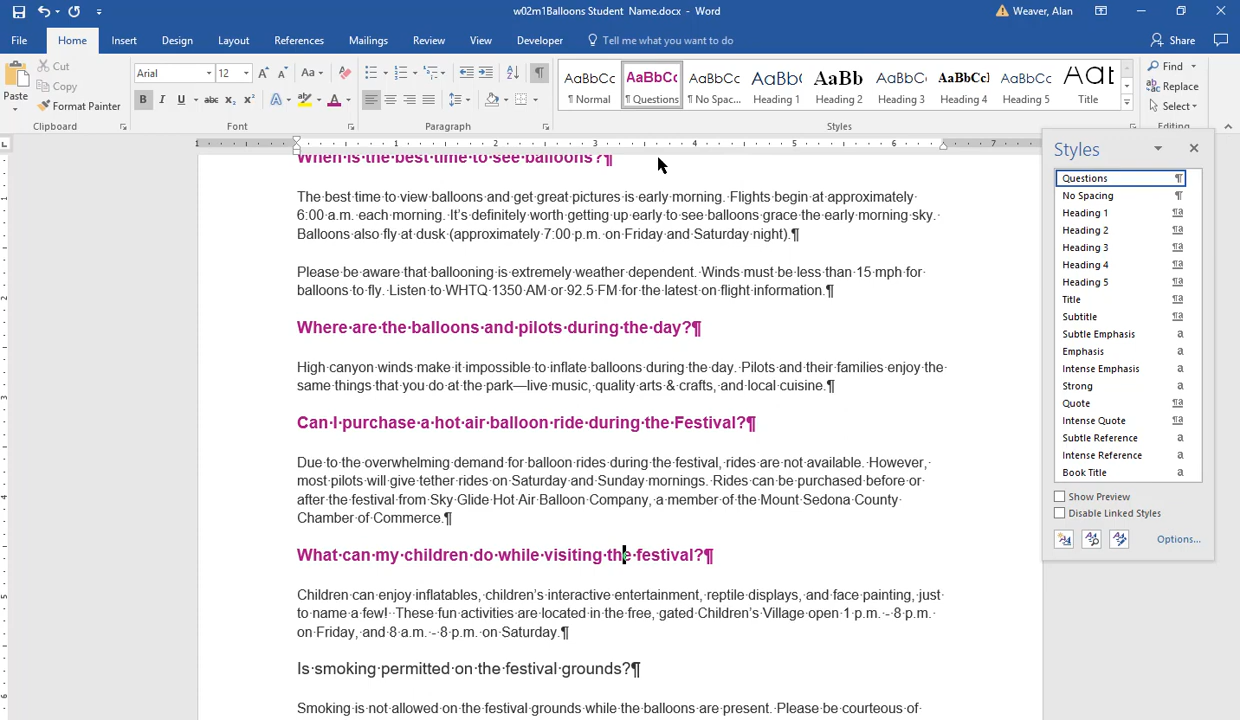 w02m1Balloons Student Name.docx - Word
Weaver, Alan
File Home Insert Design Layout References Mailings Review View Developer Tell me what you want to do Share
Cut
Copy
Format Painter
Paste
Clipboard
Arial 12
Font
Paragraph
AaBbCc AaBbCc AaBbCc AaBb( AaBb AaBbCc AaBbCcl AaBbCc Aat
¶ Normal ¶ Questions ¶ No Spac... Heading 1 Heading 2 Heading 3 Heading 4 Heading 5 Title
Styles
Find
Replace
Select
Editing
1 1 2 3 4 5 6 7
When·is·the·best·time·to·see·balloons?¶
The·best·time·to·view·balloons·and·get·great·pictures·is·early·morning.··Flights·begin·at·approximately·
6:00·a.m.·each·morning.··It's·definitely·worth·getting·up·early·to·see·balloons·grace·the·early·morning·sky.··
Balloons·also·fly·at·dusk·(approximately·7:00·p.m.·on·Friday·and·Saturday·night).¶
Please·be·aware·that·ballooning·is·extremely·weather·dependent.··Winds·must·be·less·than·15·mph·for·
balloons·to·fly.··Listen·to·WHTQ·1350·AM·or·92.5·FM·for·the·latest·on·flight·information.¶
Where·are·the·balloons·and·pilots·during·the·day?¶
High·canyon·winds·make·it·impossible·to·inflate·balloons·during·the·day.··Pilots·and·their·families·enjoy·the·
same·things·that·you·do·at·the·park—live·music,·quality·arts·&·crafts,·and·local·cuisine.¶
Can·I·purchase·a·hot·air·balloon·ride·during·the·Festival?¶
Due·to·the·overwhelming·demand·for·balloon·rides·during·the·festival,·rides·are·not·available.··However,·
most·pilots·will·give·tether·rides·on·Saturday·and·Sunday·mornings.··Rides·can·be·purchased·before·or·
after·the·festival·from·Sky·Glide·Hot·Air·Balloon·Company,·a·member·of·the·Mount·Sedona·County·
Chamber·of·Commerce.¶
What·can·my·children·do·while·visiting·the·festival?¶
Children·can·enjoy·inflatables,·children's·interactive·entertainment,·reptile·displays,·and·face·painting,·just·
to·name·a·few!··These·fun·activities·are·located·in·the·free,·gated·Children's·Village·open·1·p.m.·-·8·p.m.·
on·Friday,·and·8·a.m.·-·8·p.m.·on·Saturday.¶
Is·smoking·permitted·on·the·festival·grounds?¶
Smoking·is·not·allowed·on·the·festival·grounds·while·the·balloons·are·present.··Please·be·courteous·of·
Styles
Questions ¶
No Spacing ¶
Heading 1 ¶a
Heading 2 ¶a
Heading 3 ¶a
Heading 4 ¶a
Heading 5 ¶a
Title ¶a
Subtitle ¶a
Subtle Emphasis a
Emphasis a
Intense Emphasis a
Strong a
Quote ¶a
Intense Quote ¶a
Subtle Reference a
Intense Reference a
Book Title a
Show Preview
Disable Linked Styles
Options...